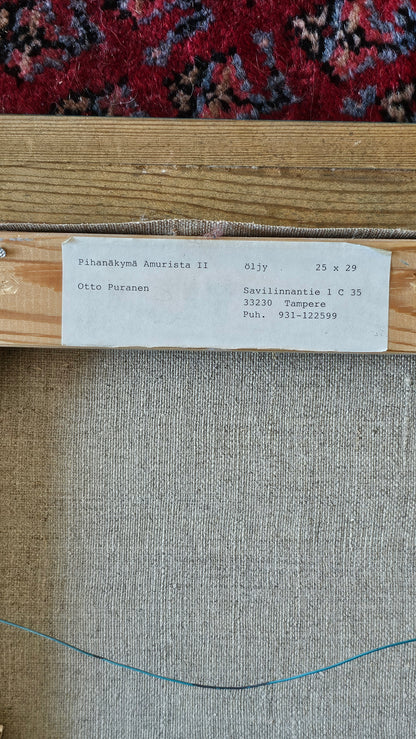 Pihanäkymä Amurista II öljy 25 x 29
Otto Puranen Savilinnantie 1 C 35
33230 Tampere
Puh. 931-122599